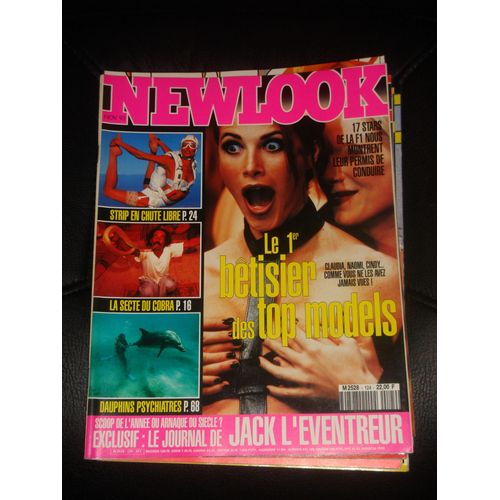 NEWLOOK
NOV. 93
17 STARS
DE LA F1 NOUS
MONTRENT
LEUR PERMIS DE
CONDUIRE
STRIP EN CHUTE LIBRE P. 24
LA SECTE DU COBRA P. 16
DAUPHINS PSYCHIATRES P. 68
Le 1er
bêtisier
des top models
CLAUDIA, NAOMI, CINDY...
COMME VOUS NE LES AVEZ
JAMAIS VUES !
M 2528 - 124 - 22,00 F
SCOOP DE L'ANNEE OU ARNAQUE DU SIECLE ?
EXCLUSIF : LE JOURNAL DE JACK L'EVENTREUR